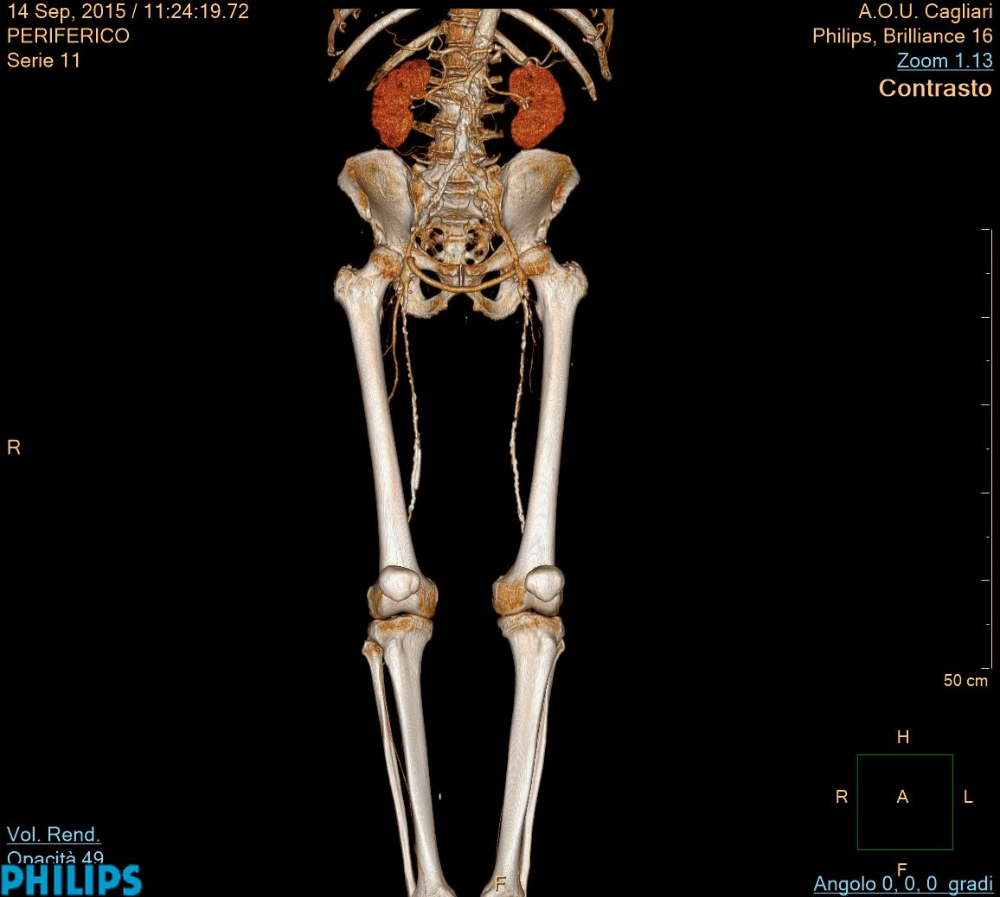 14 Sep, 2015 / 11:24:19.72
PERIFERICO
Serie 11
A.O.U. Cagliari
Philips, Brilliance 16
Zoom 1.13
Contrasto
R
50 cm
H
R A L
F
Vol. Rend.
Opacità 49
PHILIPS
F
Angolo 0, 0, 0 gradi